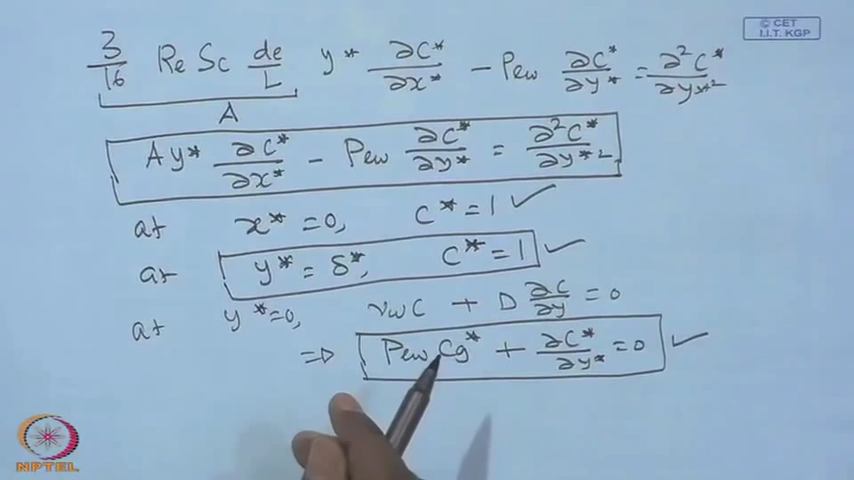 © CET
I.I.T. KGP
3/16 Re Sc de/L y* ∂c*/∂x* - Pew ∂c*/∂y* = ∂²c*/∂y*²
A
A y* ∂c*/∂x* - Pew ∂c*/∂y* = ∂²c*/∂y*²
at x* = 0, c* = 1 ✓
at y* = δ*, c* = 1 ✓
at y* = 0, vw c + D ∂c/∂y = 0
⇒ Pew cg* + ∂c*/∂y* = 0 ✓
NPTEL